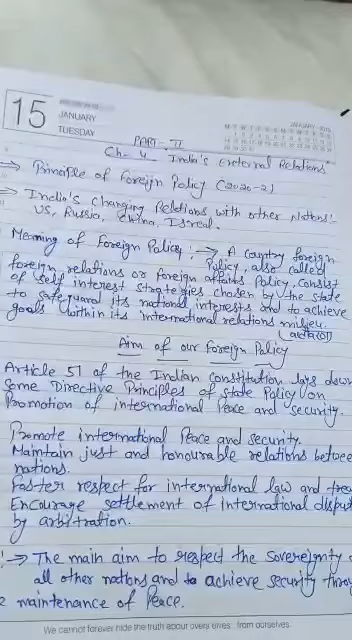 15
JANUARY
TUESDAY
JANUARY
M T W T F S S M T W T F S S
PART - II
Ch- 4 India's External Relations
⇒ Principle of Foreign Policy (2020-21)
⇒ India's Changing Relations with other Nations:
US, Russia, China, Isreal.
Meaning of Foreign Policy :→ A country foreign
Policy, also called
foreign relations or foreign affairs Policy, Consist
of self interest strategies chosen by the state
to safeguard its national interests and to achieve
goals within its international relations milieu.
Aim of our Foreign Policy
Article 51 of the Indian constitution lays down
Some Directive Principles of State Policy on
Promotion of international Peace and security.
Promote international Peace and security.
Maintain just and honourable relations betwee
nations.
Foster respect for international law and trea
Encourage settlement of international disput
by arbitration.
:→ The main aim to respect the sovereignty
all other nations and to achieve security throu
maintenance of Peace.
We cannot forever hide the truth about ourselves, from ourselves.